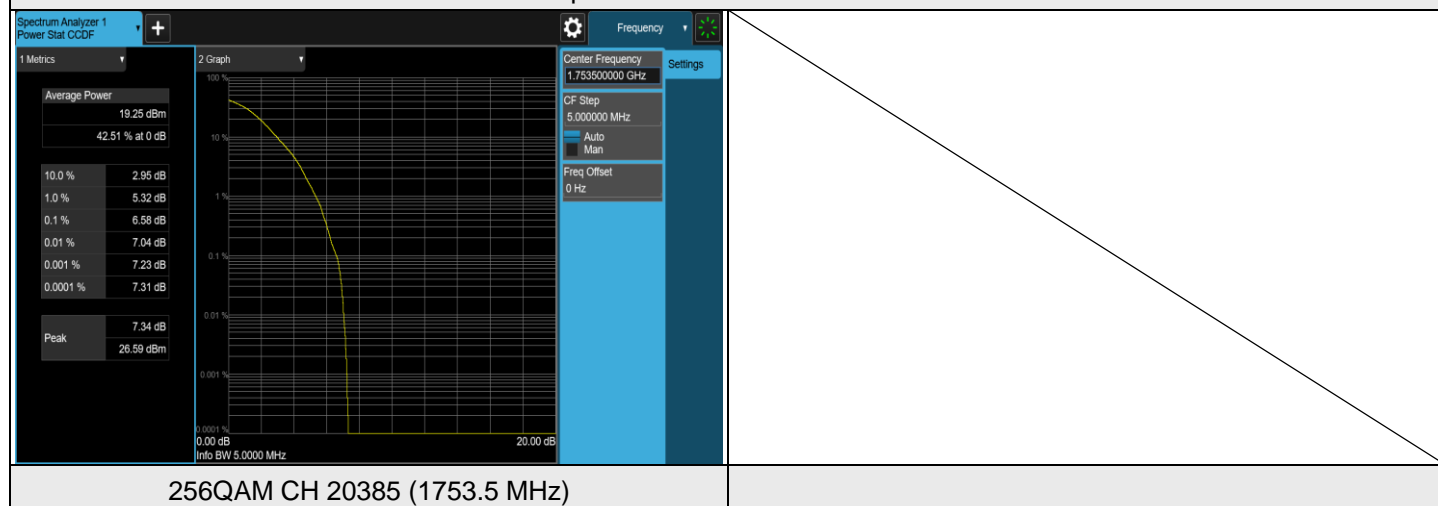 Spectrum Analyzer 1
Power Stat CCDF
+
Frequency
1 Metrics
2 Graph
Center Frequency
1.753500000 GHz
Settings
CF Step
5.000000 MHz
Auto
Man
Freq Offset
0 Hz
Average Power
19.25 dBm
42.51 % at 0 dB
10.0 % 2.95 dB
1.0 % 5.32 dB
0.1 % 6.58 dB
0.01 % 7.04 dB
0.001 % 7.23 dB
0.0001 % 7.31 dB
Peak
7.34 dB
26.59 dBm
100 %
10 %
1 %
0.1 %
0.01 %
0.001 %
0.0001 %
0.00 dB 20.00 dB
Info BW 5.0000 MHz
256QAM CH 20385 (1753.5 MHz)